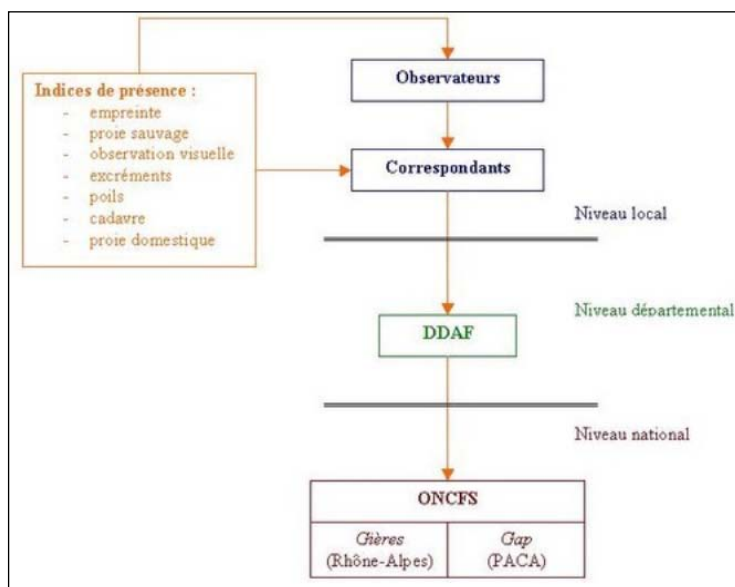 Indices de présence :
- empreinte
- proie sauvage
- observation visuelle
- excréments
- poils
- cadavre
- proie domestique
Observateurs
Correspondants
Niveau local
Niveau départemental
DDAF
Niveau national
ONCFS
Gières
(Rhône-Alpes)
Gap
(PACA)